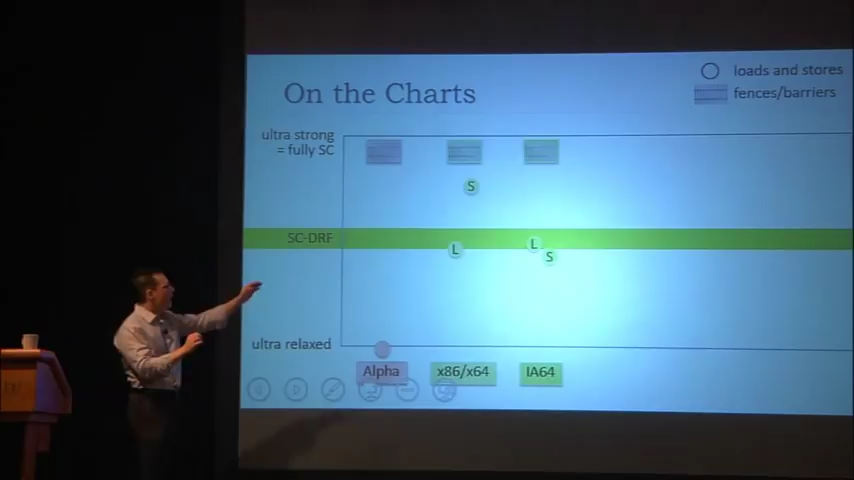 On the Charts
loads and stores
fences/barriers
ultra strong
= fully SC
S
SC-DRF
L
L
S
ultra relaxed
Alpha
x86/x64
IA64